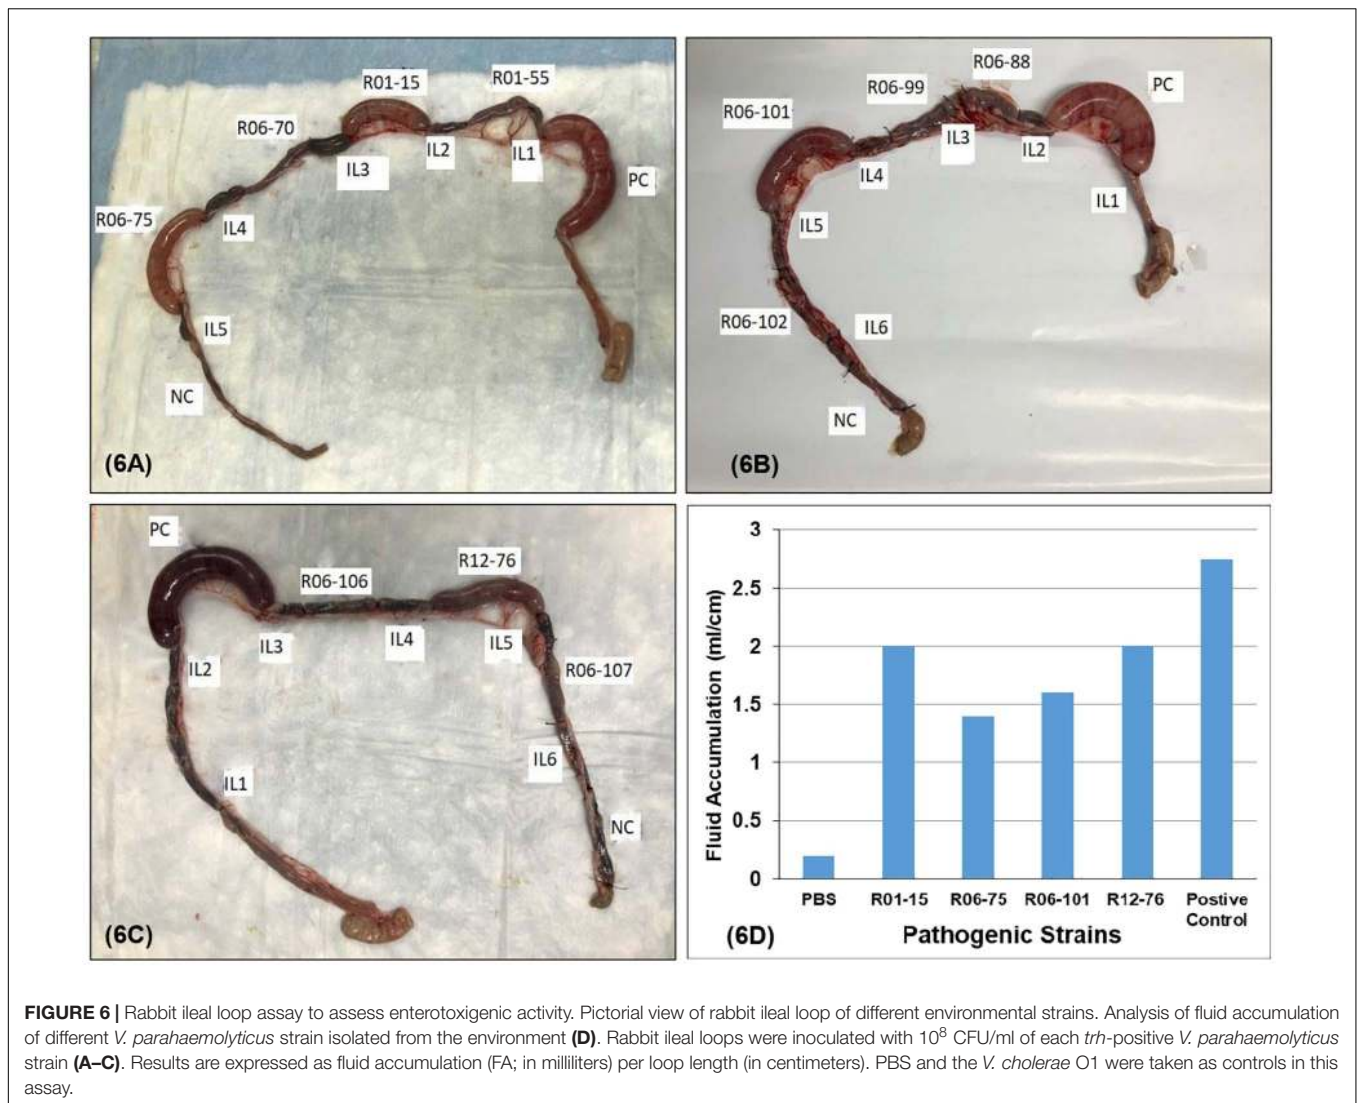 R01-15
R01-55
R06-70
IL2
IL1
IL3
PC
R06-75
IL4
IL5
NC
(6A)
R06-88
R06-99
PC
R06-101
IL3
IL2
IL4
IL1
IL5
R06-102
IL6
NC
(6B)
PC
R06-106
R12-76
IL3
IL4
IL5
IL2
R06-107
IL6
IL1
NC
(6C)
3
2.5
2
1.5
1
0.5
0
Fluid Accumulation (ml/cm)
PBS R01-15 R06-75 R06-101 R12-76 Postive
Control
(6D) Pathogenic Strains
FIGURE 6 | Rabbit ileal loop assay to assess enterotoxigenic activity. Pictorial view of rabbit ileal loop of different environmental strains. Analysis of fluid accumulation
of different V. parahaemolyticus strain isolated from the environment (D). Rabbit ileal loops were inoculated with 10⁸ CFU/ml of each trh-positive V. parahaemolyticus
strain (A–C). Results are expressed as fluid accumulation (FA; in milliliters) per loop length (in centimeters). PBS and the V. cholerae O1 were taken as controls in this
assay.